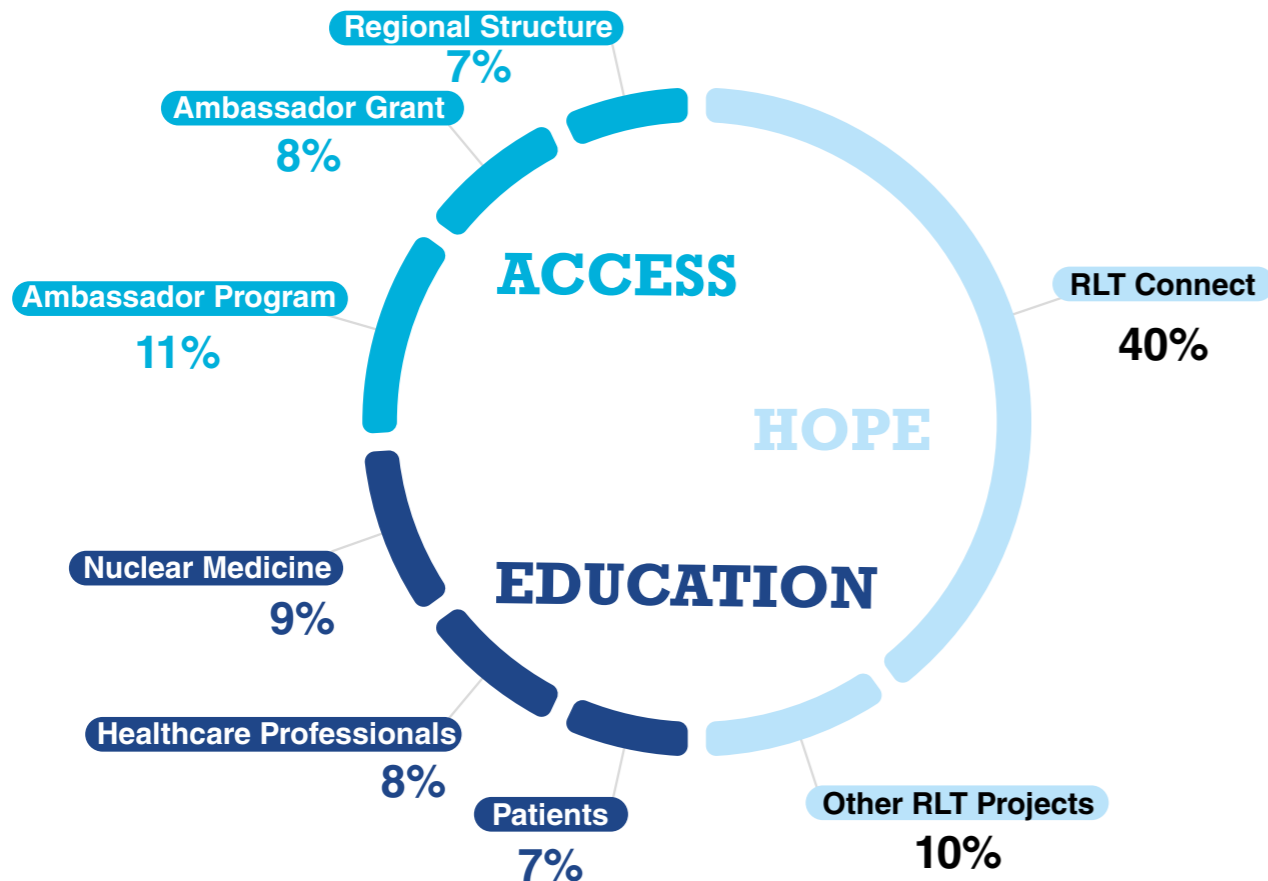 Regional Structure
7%
Ambassador Grant
8%
ACCESS
Ambassador Program
11%
RLT Connect
40%
HOPE
Nuclear Medicine
9%
EDUCATION
Healthcare Professionals
8%
Patients
7%
Other RLT Projects
10%